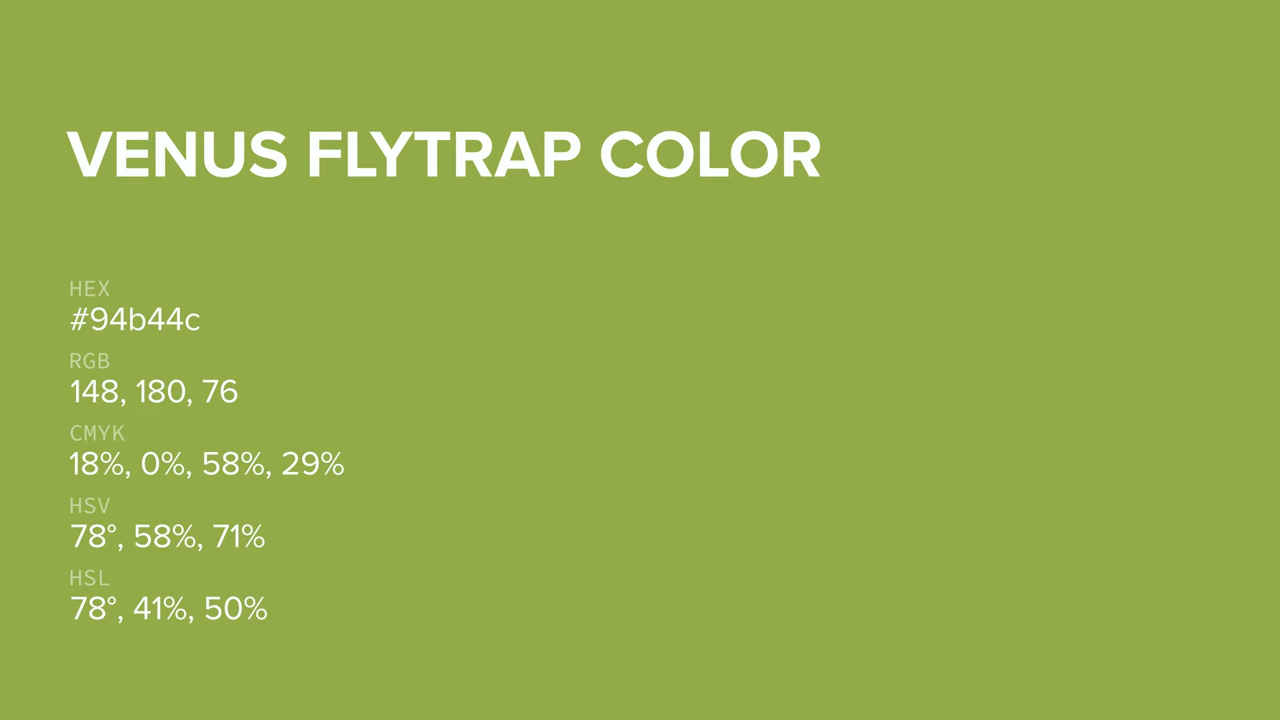 VENUS FLYTRAP COLOR
HEX
#94b44c
RGB
148, 180, 76
CMYK
18%, 0%, 58%, 29%
HSV
78°, 58%, 71%
HSL
78°, 41%, 50%